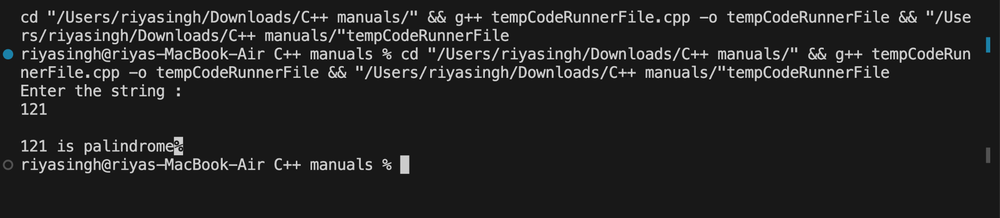 cd "/Users/riyasingh/Downloads/C++ manuals/" && g++ tempCodeRunnerFile.cpp -o tempCodeRunnerFile && "/Use
rs/riyasingh/Downloads/C++ manuals/"tempCodeRunnerFile
riyasingh@riyas-MacBook-Air C++ manuals % cd "/Users/riyasingh/Downloads/C++ manuals/" && g++ tempCodeRun
nerFile.cpp -o tempCodeRunnerFile && "/Users/riyasingh/Downloads/C++ manuals/"tempCodeRunnerFile
Enter the string :
121
121 is palindrome%
riyasingh@riyas-MacBook-Air C++ manuals %